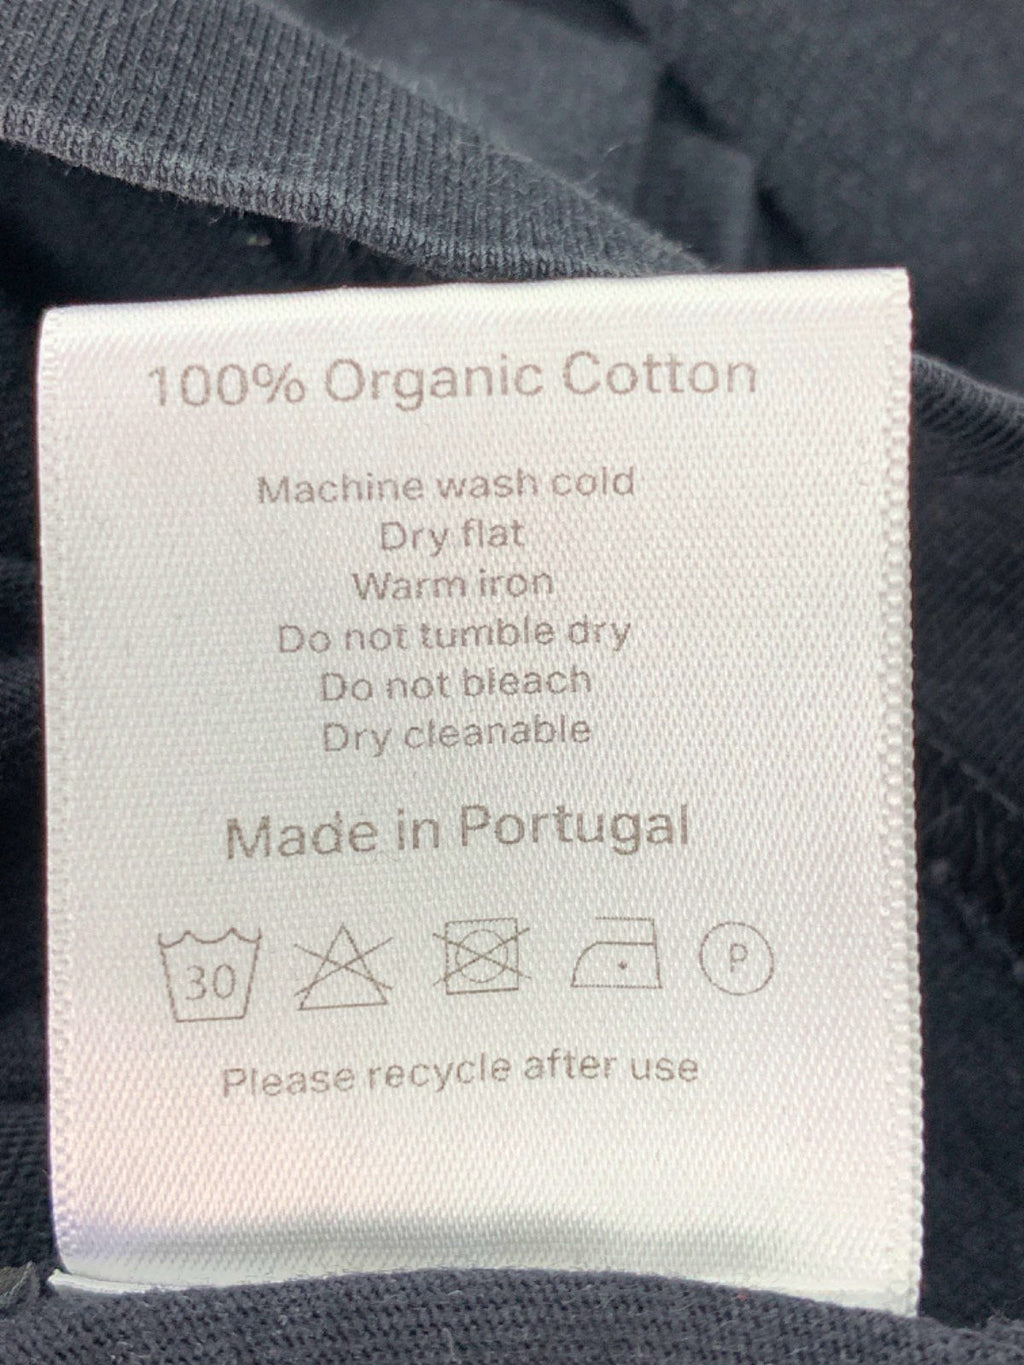 100% Organic Cotton
Machine wash cold
Dry flat
Warm iron
Do not tumble dry
Do not bleach
Dry cleanable
Made in Portugal
30 P
Please recycle after use